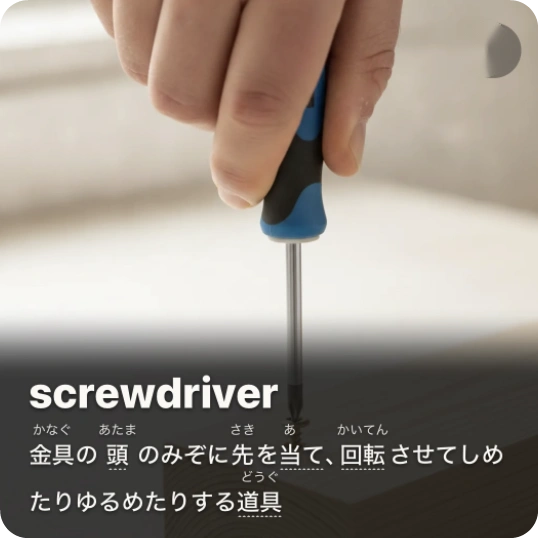 screwdriver
かなぐ あたま さき あ かいてん
金具の頭のみぞに先を当て、回転させてしめ
どうぐ
たりゆるめたりする道具